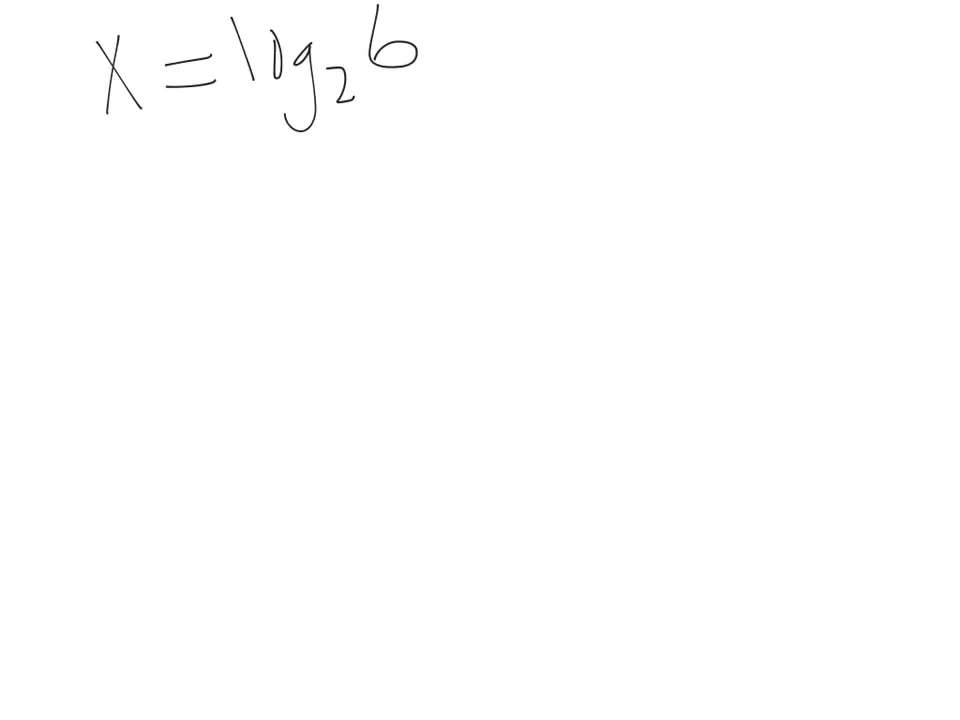 x = log₂6